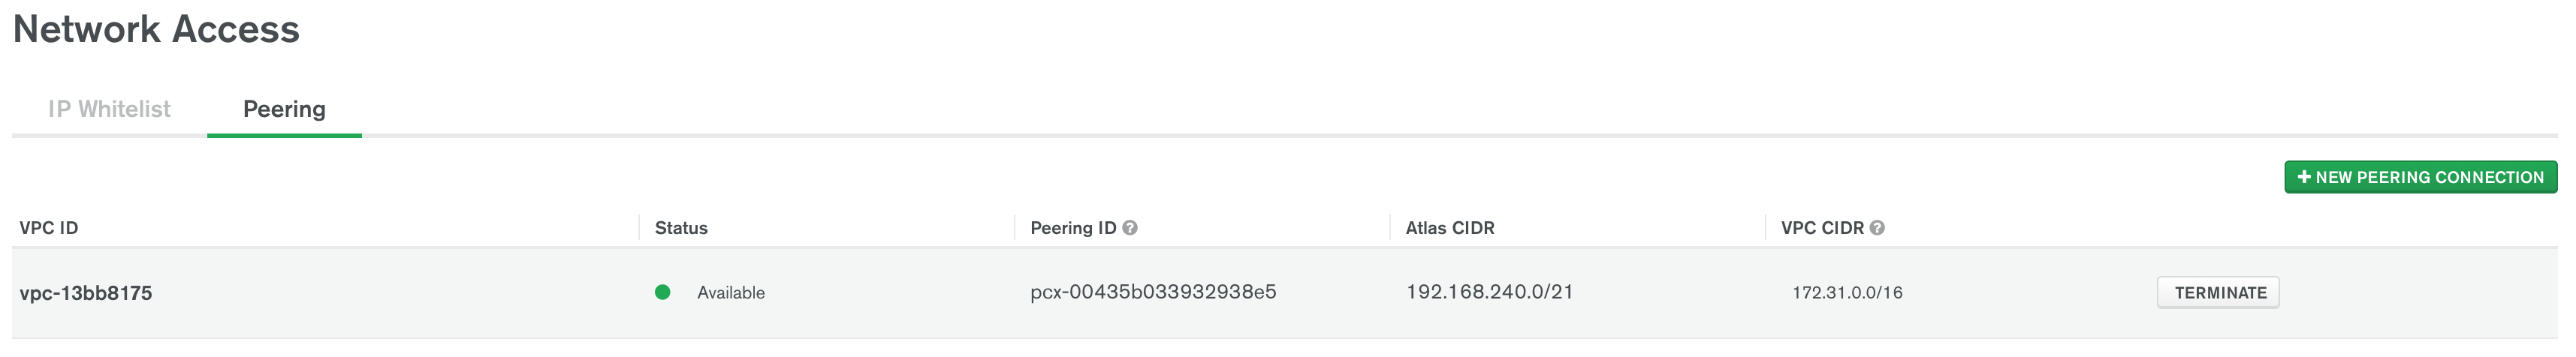 Network Access
IP Whitelist Peering
NEW PEERING CONNECTION
VPC ID Status Peering ID Atlas CIDR VPC CIDR
vpc-13bb8175 Available pcx-00435b033932938e5 192.168.240.0/21 172.31.0.0/16 TERMINATE